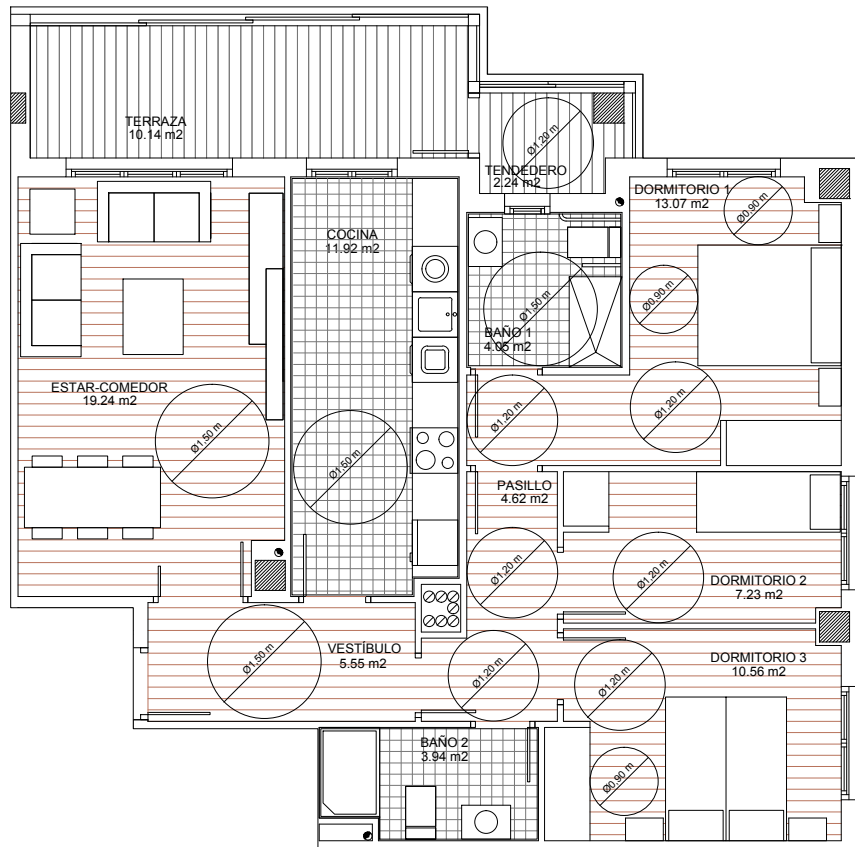 TERRAZA
10.14 m2
Ø1,20 m
TENDEDERO
2.24 m2
DORMITORIO 1
13.07 m2
Ø0,90 m
COCINA
11.92 m2
Ø0,90 m
Ø1,50 m
BAÑO 1
4.05 m2
ESTAR-COMEDOR
19.24 m2
Ø1,50 m
Ø1,50 m
Ø1,20 m
Ø1,20 m
PASILLO
4.62 m2
Ø1,20 m
Ø1,20 m
DORMITORIO 2
7.23 m2
Ø1,50 m
VESTÍBULO
5.55 m2
Ø1,20 m
Ø1,20 m
DORMITORIO 3
10.56 m2
BAÑO 2
3.94 m2
Ø0,90 m